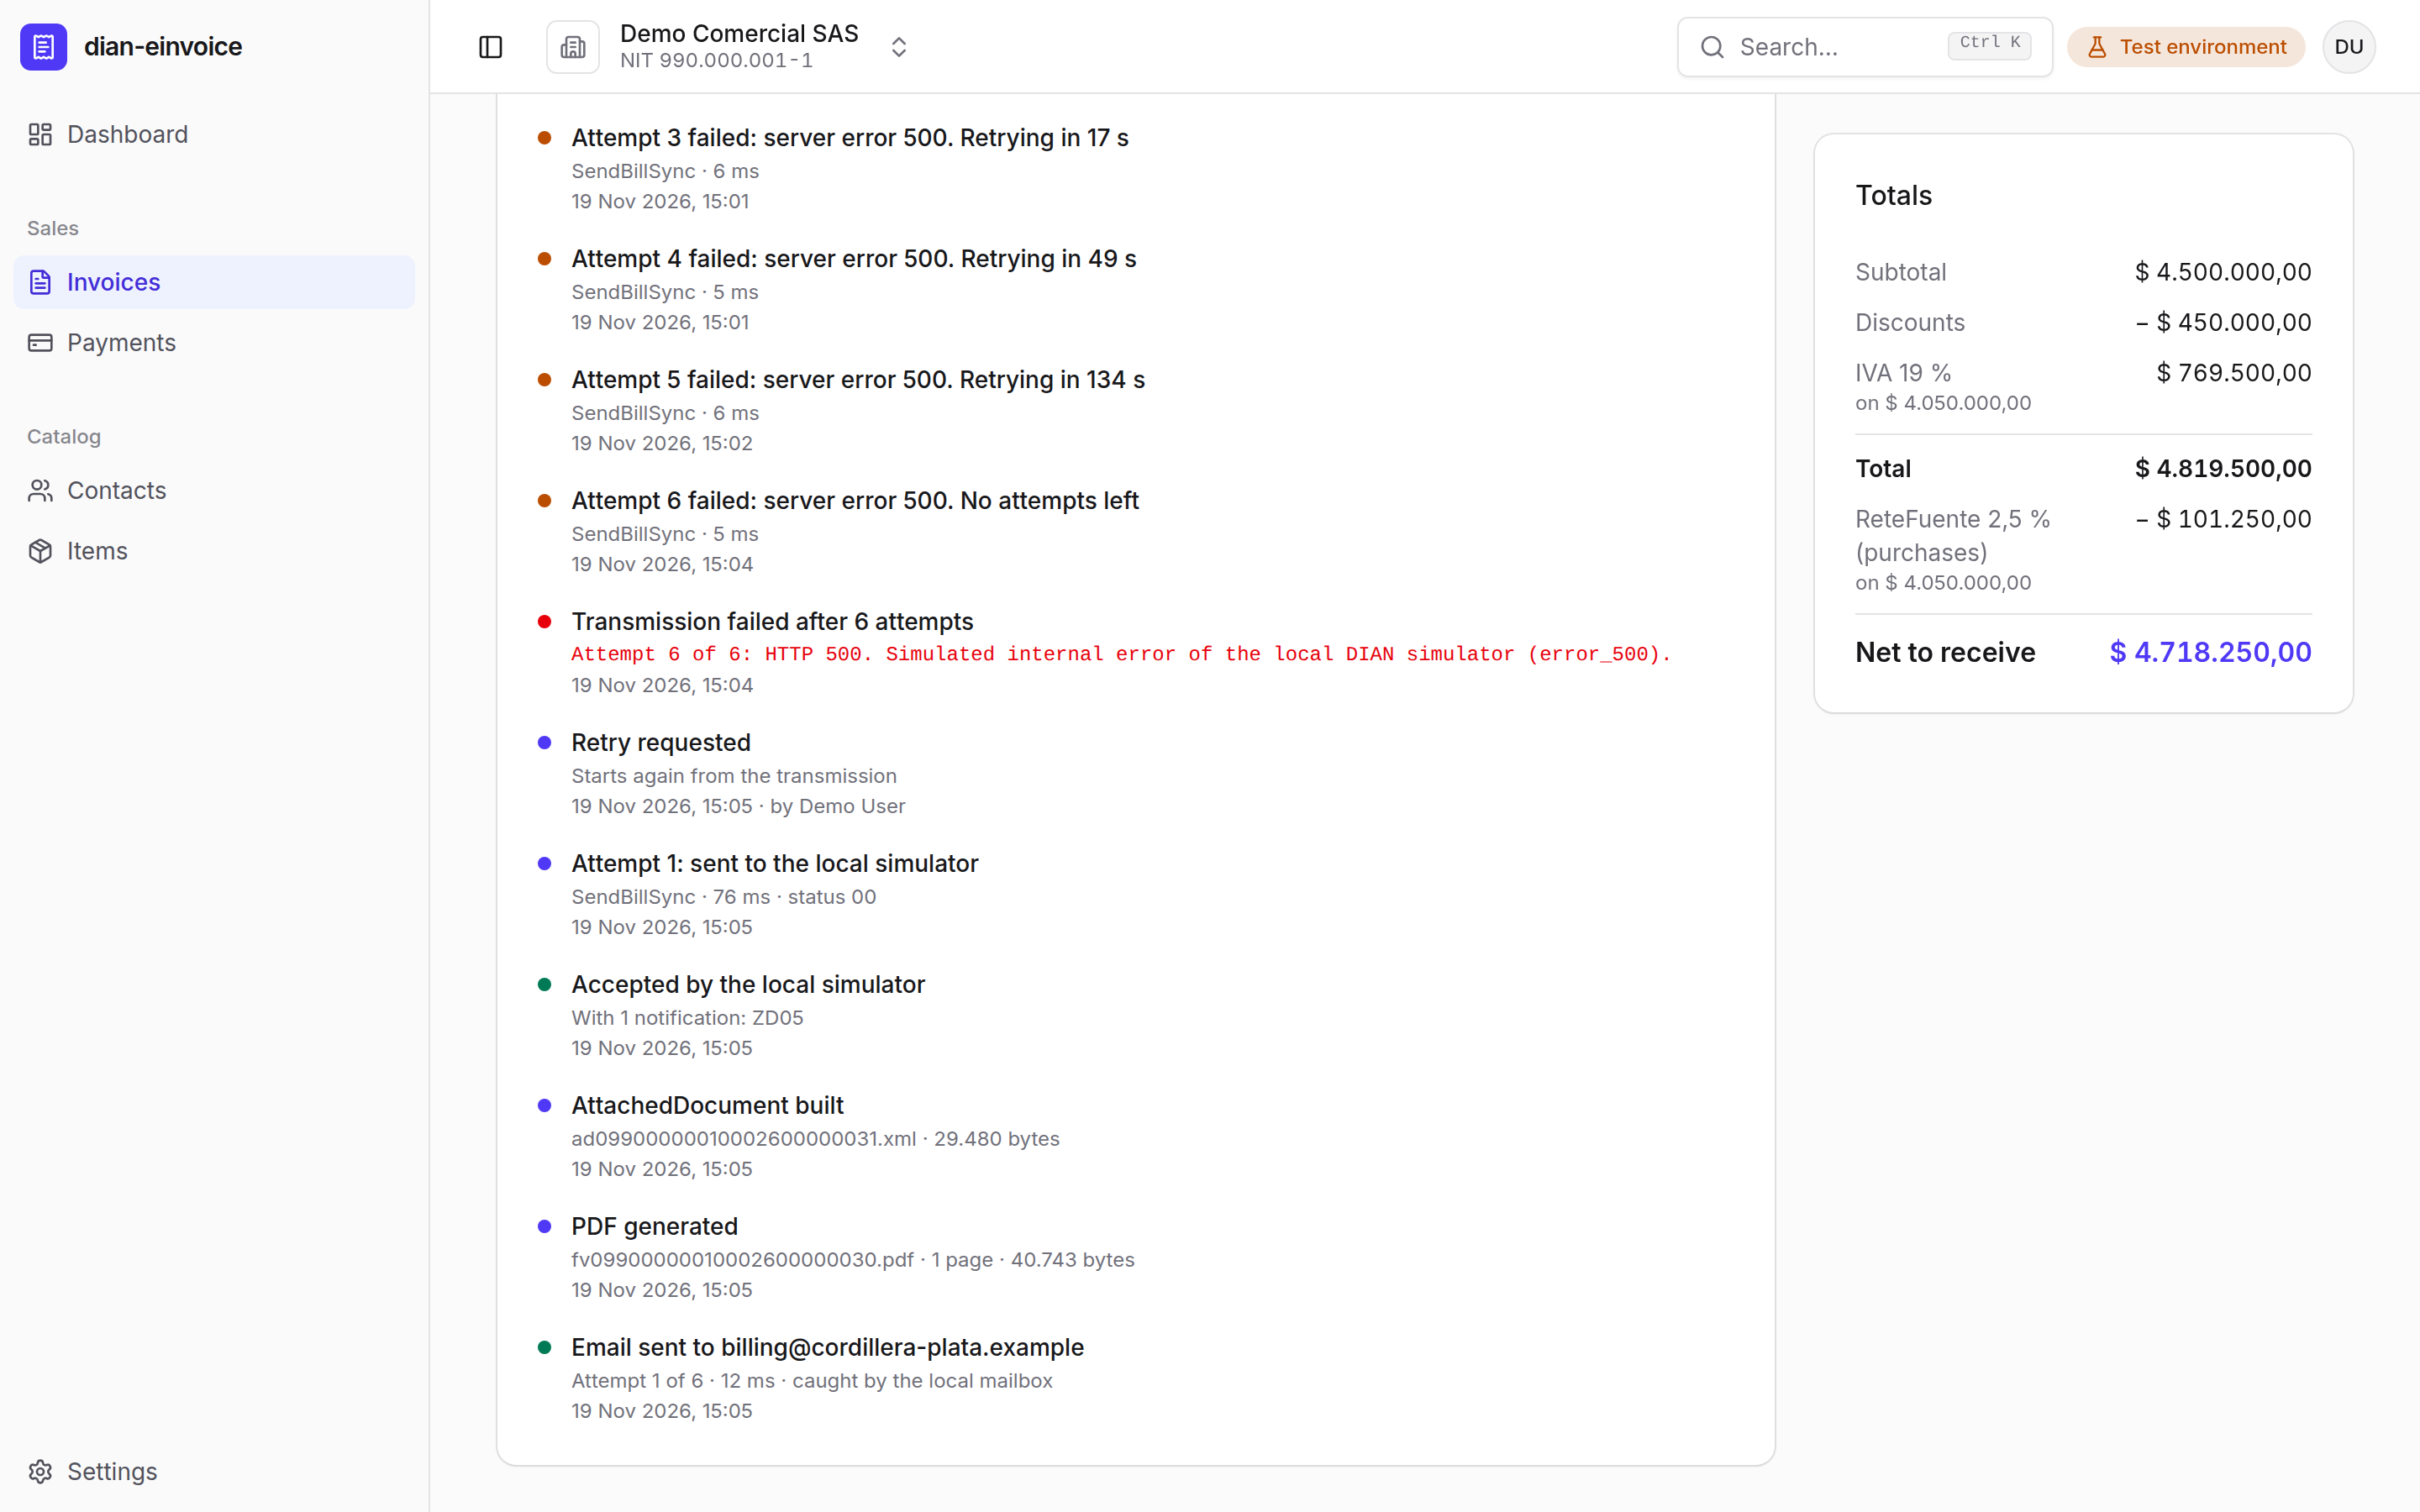 dian-einvoice
Dashboard
Sales
Invoices
Payments
Catalog
Contacts
Items
Settings
Demo Comercial SAS
NIT 990.000.001-1
Search...
Ctrl K
Test environment
DU
Attempt 3 failed: server error 500. Retrying in 17 s
SendBillSync · 6 ms
19 Nov 2026, 15:01
Attempt 4 failed: server error 500. Retrying in 49 s
SendBillSync · 5 ms
19 Nov 2026, 15:01
Attempt 5 failed: server error 500. Retrying in 134 s
SendBillSync · 6 ms
19 Nov 2026, 15:02
Attempt 6 failed: server error 500. No attempts left
SendBillSync · 5 ms
19 Nov 2026, 15:04
Transmission failed after 6 attempts
Attempt 6 of 6: HTTP 500. Simulated internal error of the local DIAN simulator (error_500).
19 Nov 2026, 15:04
Retry requested
Starts again from the transmission
19 Nov 2026, 15:05 · by Demo User
Attempt 1: sent to the local simulator
SendBillSync · 76 ms · status 00
19 Nov 2026, 15:05
Accepted by the local simulator
With 1 notification: ZD05
19 Nov 2026, 15:05
AttachedDocument built
ad09900000010002600000031.xml · 29.480 bytes
19 Nov 2026, 15:05
PDF generated
fv09900000010002600000030.pdf · 1 page · 40.743 bytes
19 Nov 2026, 15:05
Email sent to billing@cordillera-plata.example
Attempt 1 of 6 · 12 ms · caught by the local mailbox
19 Nov 2026, 15:05
Totals
Subtotal $ 4.500.000,00
Discounts − $ 450.000,00
IVA 19 % $ 769.500,00
on $ 4.050.000,00
Total $ 4.819.500,00
ReteFuente 2,5 % − $ 101.250,00
(purchases)
on $ 4.050.000,00
Net to receive $ 4.718.250,00